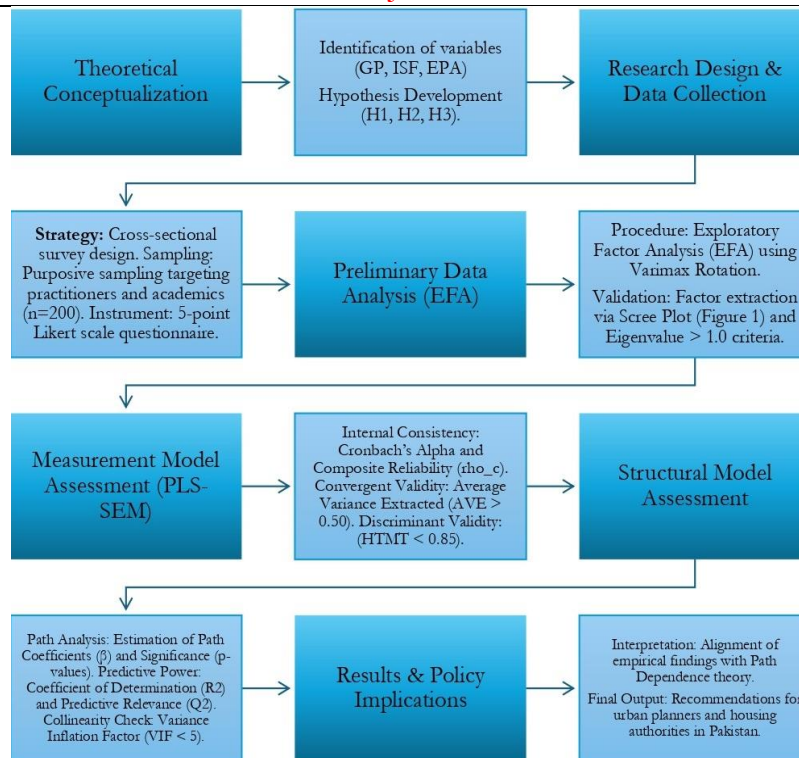 Theoretical
Conceptualization
Identification of variables
(GP, ISF, EPA)
Hypothesis Development
(H1, H2, H3).
Research Design &
Data Collection
Strategy: Cross-sectional
survey design. Sampling:
Purposive sampling targeting
practitioners and academics
(n=200). Instrument: 5-point
Likert scale questionnaire.
Preliminary Data
Analysis (EFA)
Procedure: Exploratory
Factor Analysis (EFA) using
Varimax Rotation.
Validation: Factor extraction
via Scree Plot (Figure 1) and
Eigenvalue > 1.0 criteria.
Measurement Model
Assessment (PLS-
SEM)
Internal Consistency:
Cronbach's Alpha and
Composite Reliability (rho_c).
Convergent Validity: Average
Variance Extracted (AVE >
0.50). Discriminant Validity:
(HTMT < 0.85).
Structural Model
Assessment
Path Analysis: Estimation of Path
Coefficients (β) and Significance (p-
values). Predictive Power:
Coefficient of Determination (R2)
and Predictive Relevance (Q2).
Collinearity Check: Variance
Inflation Factor (VIF < 5).
Results & Policy
Implications
Interpretation: Alignment of
empirical findings with Path
Dependence theory.
Final Output: Recommendations for
urban planners and housing
authorities in Pakistan.